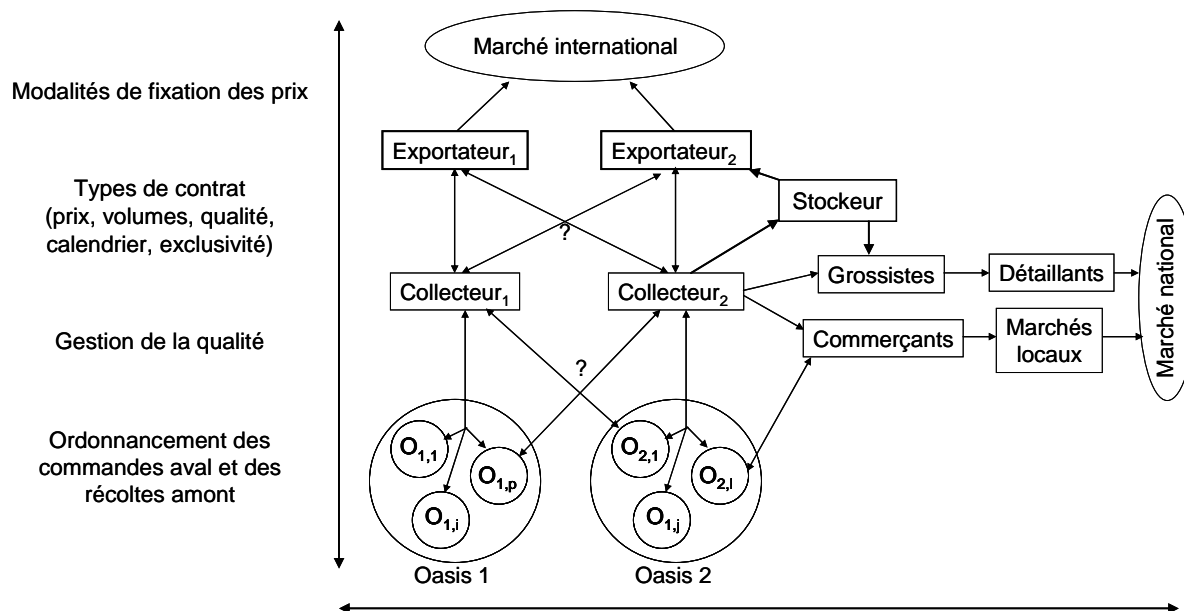 Marché international
Modalités de fixation des prix
Exportateur1
Exportateur2
Types de contrat
(prix, volumes, qualité,
calendrier, exclusivité)
Stockeur
?
Grossistes
Détaillants
Marché national
Collecteur1
Collecteur2
Gestion de la qualité
Commerçants
Marchés
locaux
?
Ordonnancement des
commandes aval et des
récoltes amont
O1,1
O1,p
O1,i
O2,1
O2,l
O1,j
Oasis 1
Oasis 2